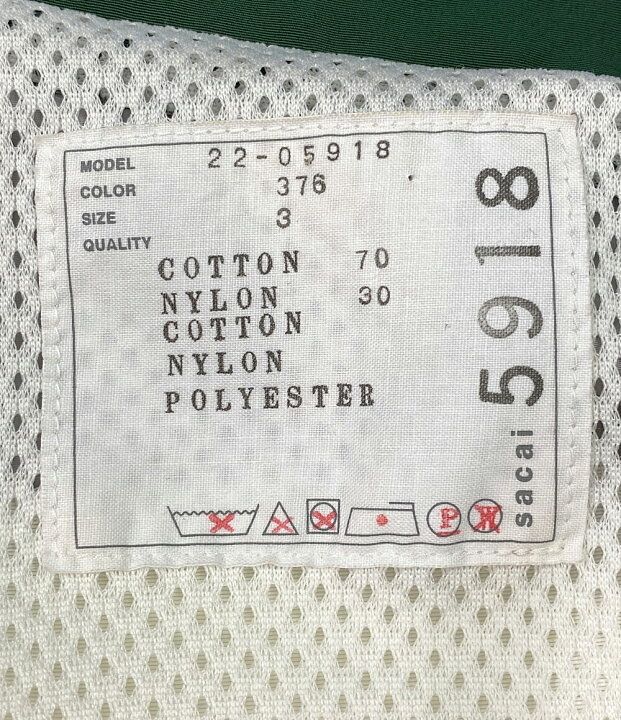 MODEL 22-05918
COLOR 376
SIZE 3
QUALITY
COTTON 70
NYLON 30
COTTON
NYLON
POLYESTER
P
W
sacai 5918